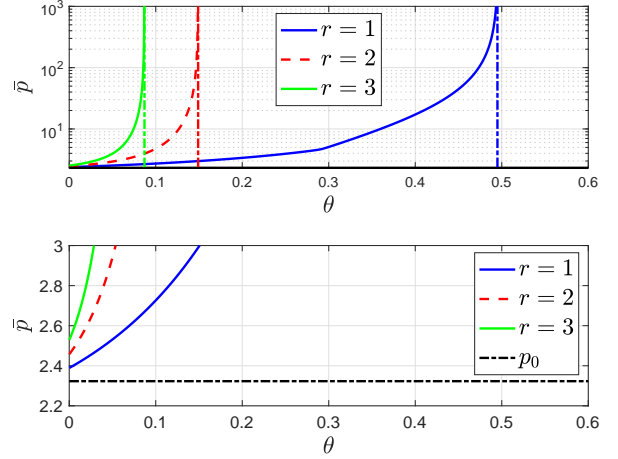 10³
10²
10¹
p̄
r = 1
r = 2
r = 3
0 0.1 0.2 0.3 0.4 0.5 0.6
θ
3
2.8
2.6
2.4
2.2
p̄
r = 1
r = 2
r = 3
p₀
0 0.1 0.2 0.3 0.4 0.5 0.6
θ